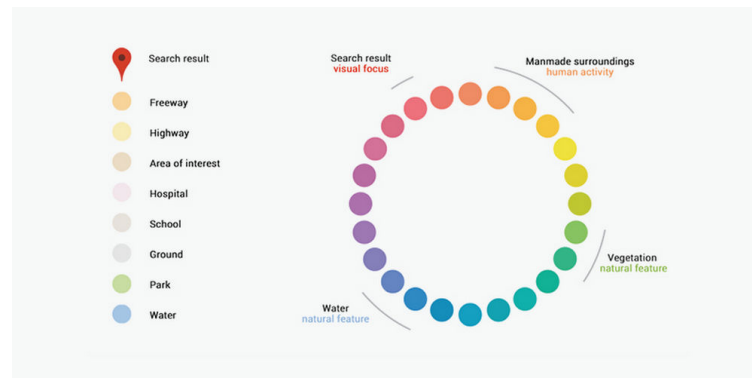 Search result
Freeway
Highway
Area of interest
Hospital
School
Ground
Park
Water
Search result
visual focus
Manmade surroundings
human activity
Vegetation
natural feature
Water
natural feature